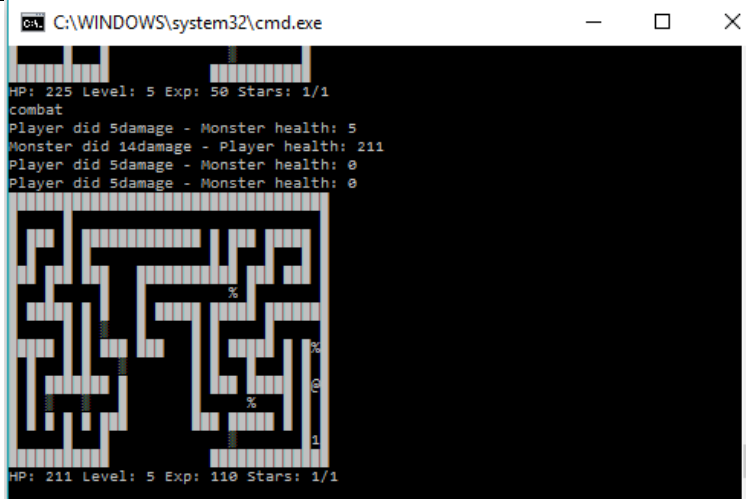 C:\WINDOWS\system32\cmd.exe
HP: 225 Level: 5 Exp: 50 Stars: 1/1
combat
Player did 5damage - Monster health: 5
Monster did 14damage - Player health: 211
Player did 5damage - Monster health: 0
Player did 5damage - Monster health: 0
%
%
@
%
1
HP: 211 Level: 5 Exp: 110 Stars: 1/1